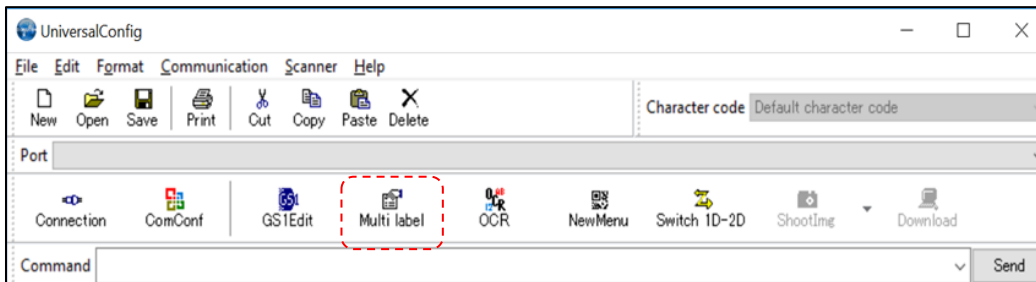 UniversalConfig
File Edit Format Communication Scanner Help
New Open Save Print Cut Copy Paste Delete Character code Default character code
Port
Connection ComConf GS1Edit Multi label OCR NewMenu Switch 1D-2D ShootImg Download
Command Send